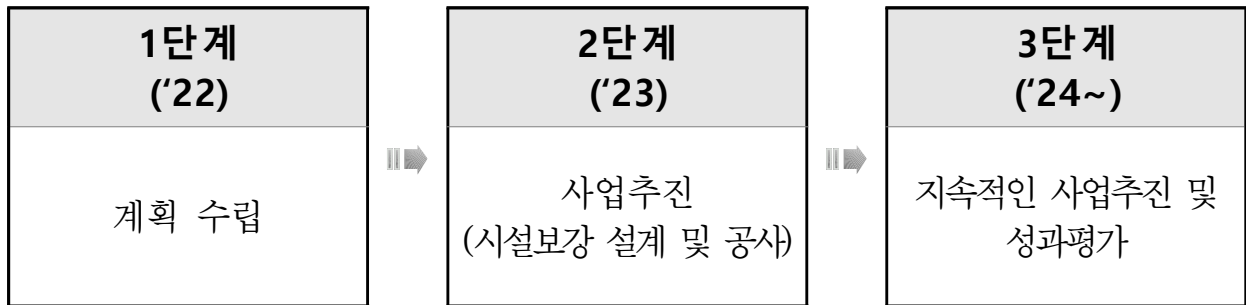 1단계
(‘22)
계획 수립
2단계
(‘23)
사업추진
(시설보강 설계 및 공사)
3단계
(‘24~)
지속적인 사업추진 및
성과평가